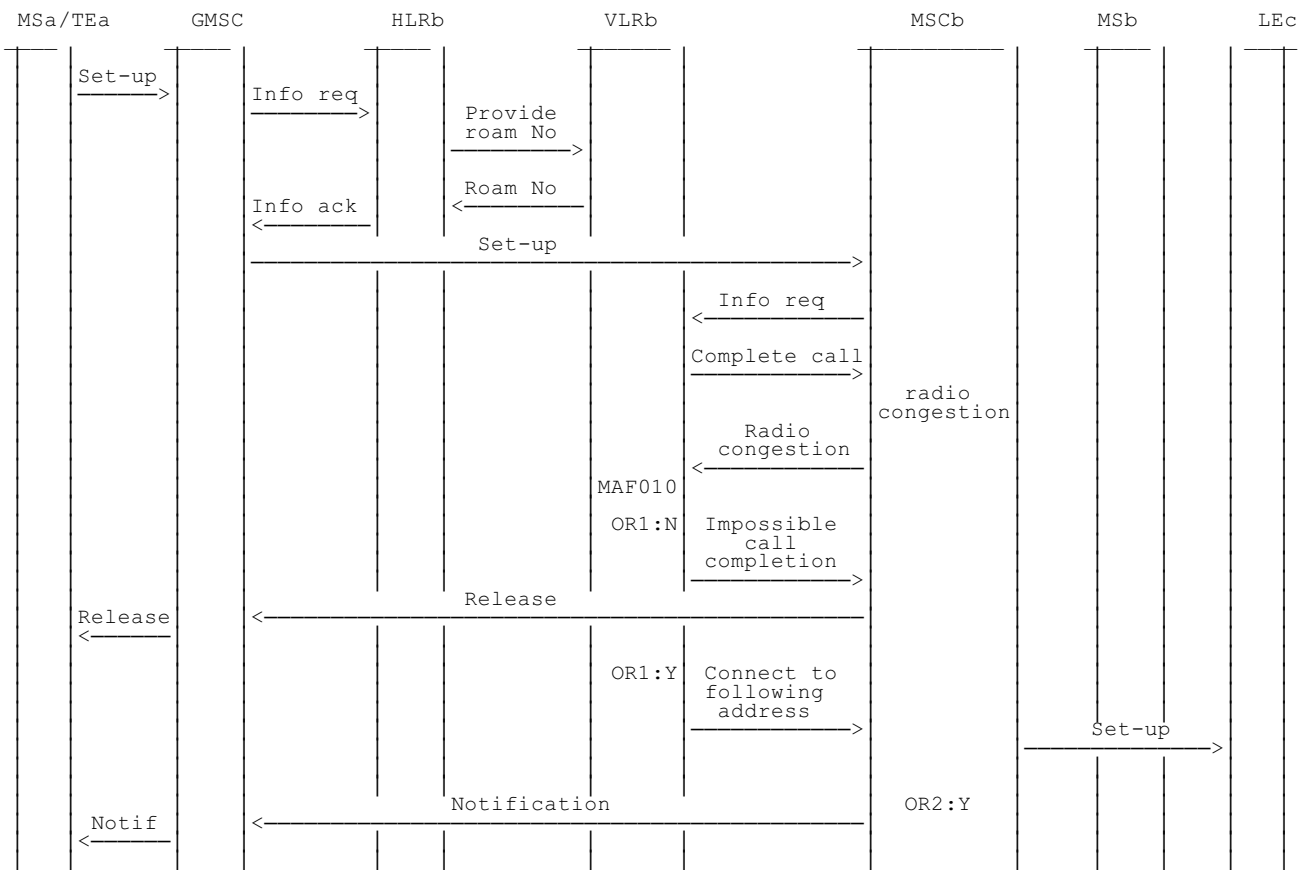 MSa/TEa GMSC HLRb VLRb MSCb MSb LEc
Set-up
Info req
Provide
roam No
Roam No
Info ack
Set-up
Info req
Complete call
radio
congestion
Radio
congestion
MAF010
OR1:N Impossible
call
completion
Release
Release
OR1:Y Connect to
following
address
Set-up
Notification OR2:Y
Notif